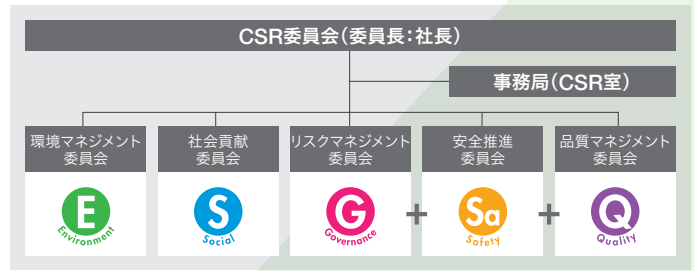 CSR委員会(委員長:社長)
事務局(CSR室)
環境マネジメント
委員会
社会貢献
委員会
リスクマネジメント
委員会
安全推進
委員会
品質マネジメント
委員会
E
Environment
S
Social
G
Governance
+
Sa
Safety
+
Q
Quality